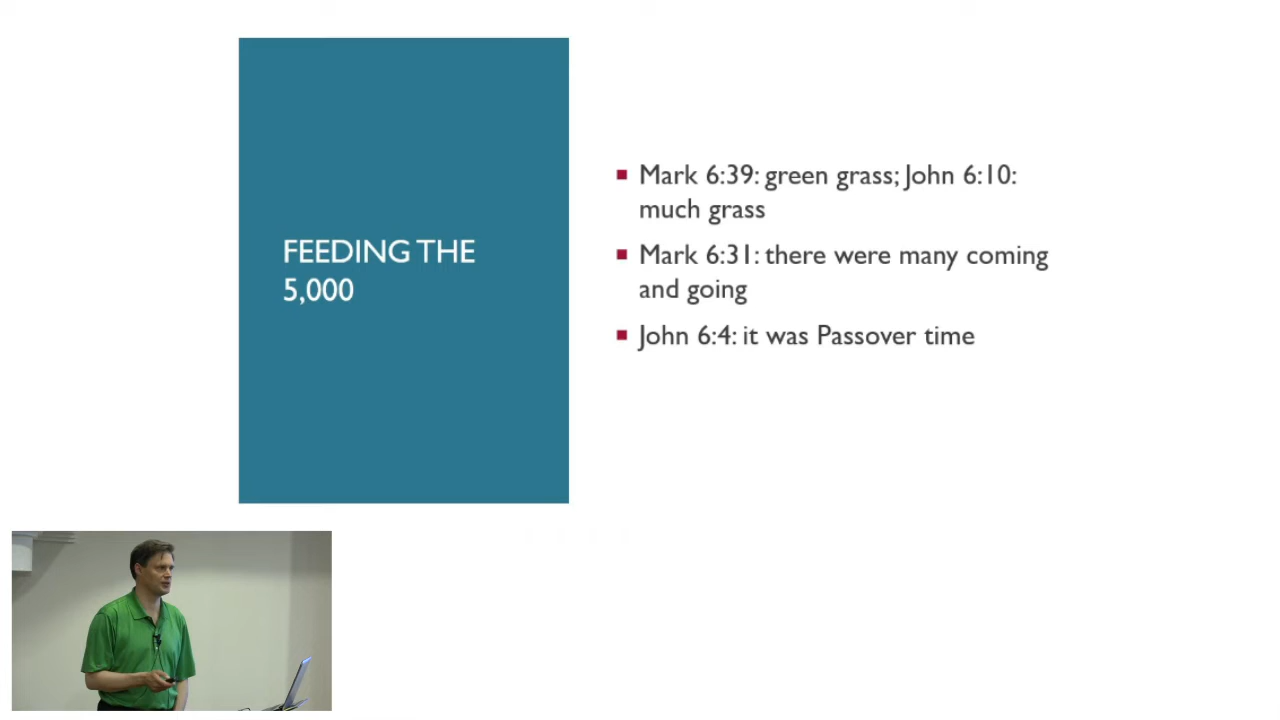 FEEDING THE
5,000
Mark 6:39: green grass; John 6:10:
much grass
Mark 6:31: there were many coming
and going
John 6:4: it was Passover time